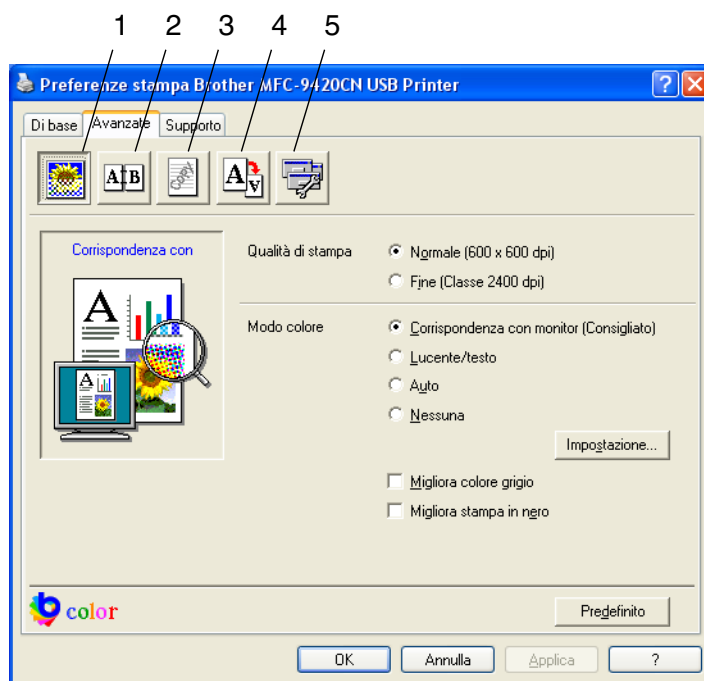 1 2 3 4 5
Preferenze stampa Brother MFC-9420CN USB Printer
Di base Avanzate Supporto
A B
Copy
A A
Corrispondenza con
A
A
Qualità di stampa
Normale (600 x 600 dpi)
Fine (Classe 2400 dpi)
Modo colore
Corrispondenza con monitor (Consigliato)
Lucente/testo
Auto
Nessuna
Impostazione...
Migliora colore grigio
Migliora stampa in nero
b color
Predefinito
OK Annulla Applica ?